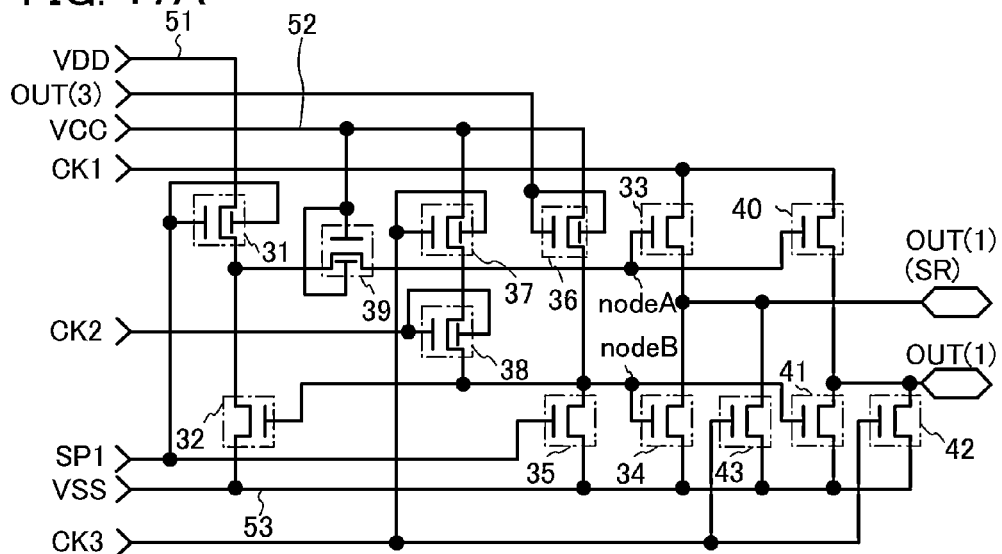 FIG. 17A
51
52
VDD
OUT(3)
VCC
CK1
33
40
31
39
37
36
OUT(1)
(SR)
nodeA
CK2
38
nodeB
OUT(1)
41
32
35
34
43
42
SP1
VSS
53
CK3